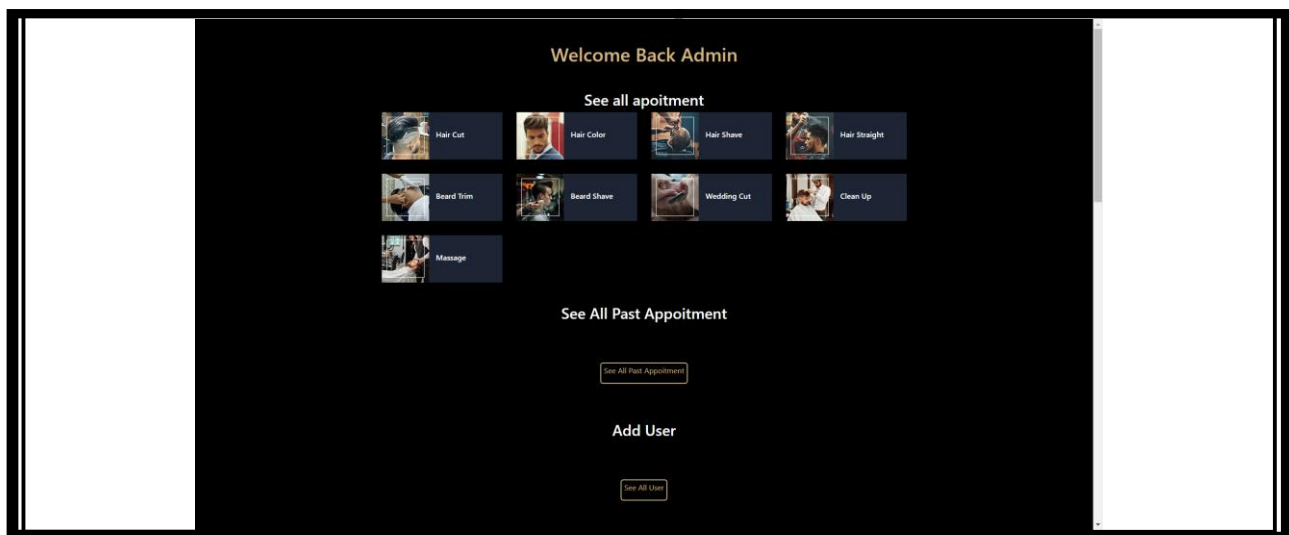 Welcome Back Admin
See all apoitment
Hair Cut
Hair Color
Hair Shave
Hair Straight
Beard Trim
Beard Shave
Wedding Cut
Clean Up
Massage
See All Past Appoitment
See All Past Appoitment
Add User
See All User